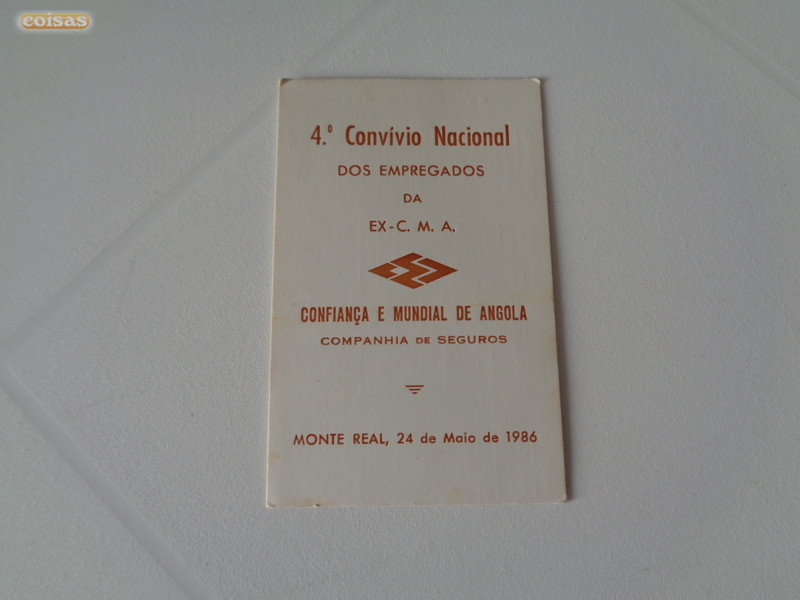 coisas
4.º Convívio Nacional
DOS EMPREGADOS
DA
EX-C. M. A.
CONFIANÇA E MUNDIAL DE ANGOLA
COMPANHIA DE SEGUROS
MONTE REAL, 24 de Maio de 1986